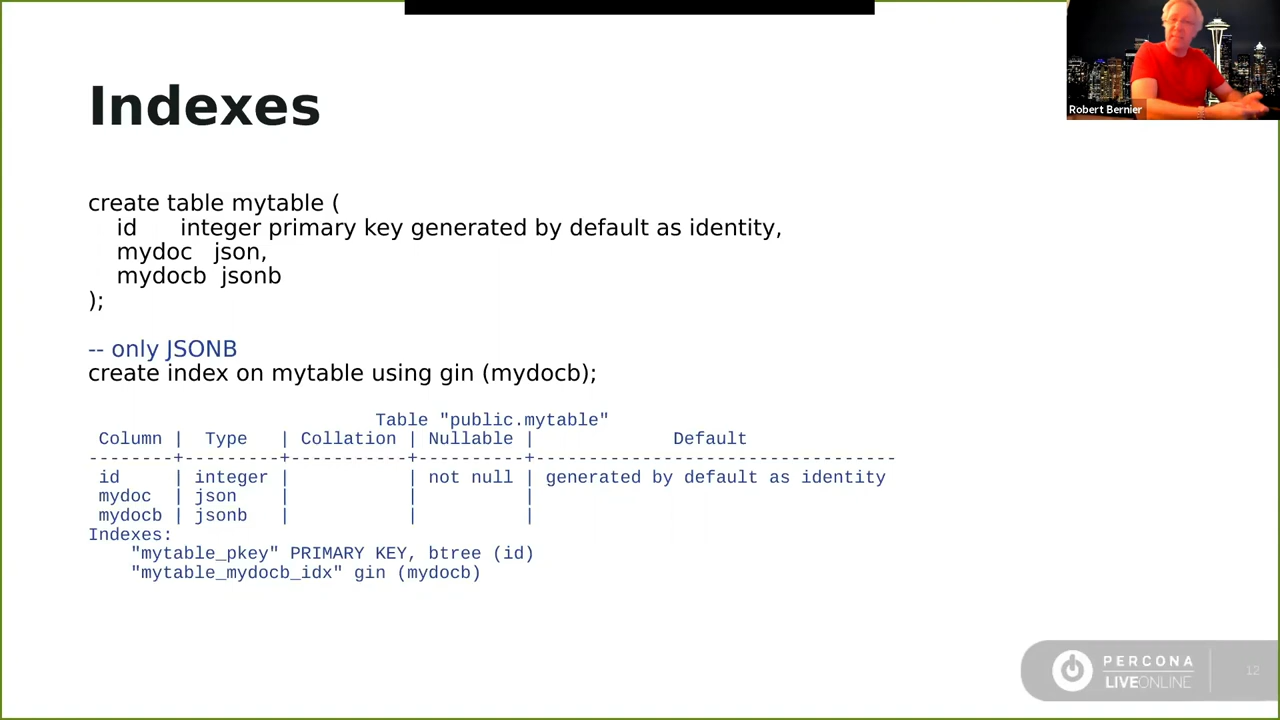 Robert Bernier
Indexes
create table mytable (
    id      integer primary key generated by default as identity,
    mydoc   json,
    mydocb  jsonb
);
-- only JSONB
create index on mytable using gin (mydocb);
                           Table "public.mytable"
 Column |  Type   | Collation | Nullable |             Default
--------+---------+-----------+----------+----------------------------------
 id     | integer |           | not null | generated by default as identity
 mydoc  | json    |           |          |
 mydocb | jsonb   |           |          |
Indexes:
    "mytable_pkey" PRIMARY KEY, btree (id)
    "mytable_mydocb_idx" gin (mydocb)
PERCONA
LIVEONLINE
12